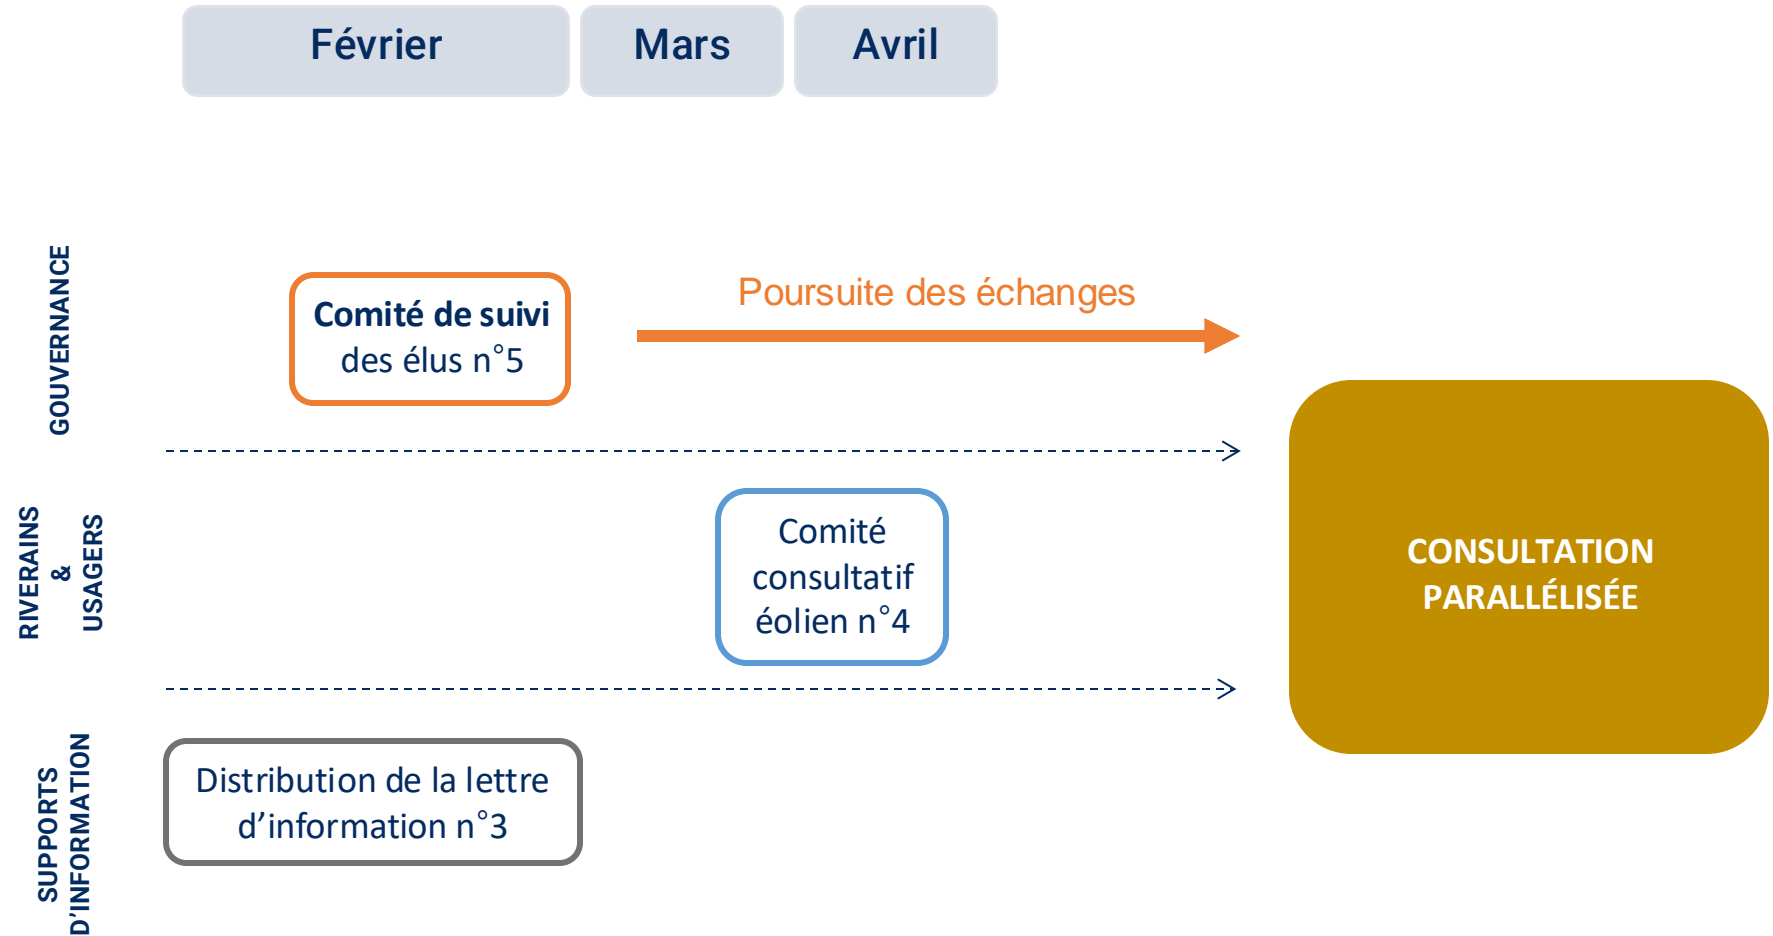 Février
Mars
Avril
GOUVERNANCE
Comité de suivi
des élus n°5
Poursuite des échanges
RIVERAINS
&
USAGERS
Comité
consultatif
éolien n°4
CONSULTATION
PARALLÉLISÉE
SUPPORTS
D’INFORMATION
Distribution de la lettre
d’information n°3